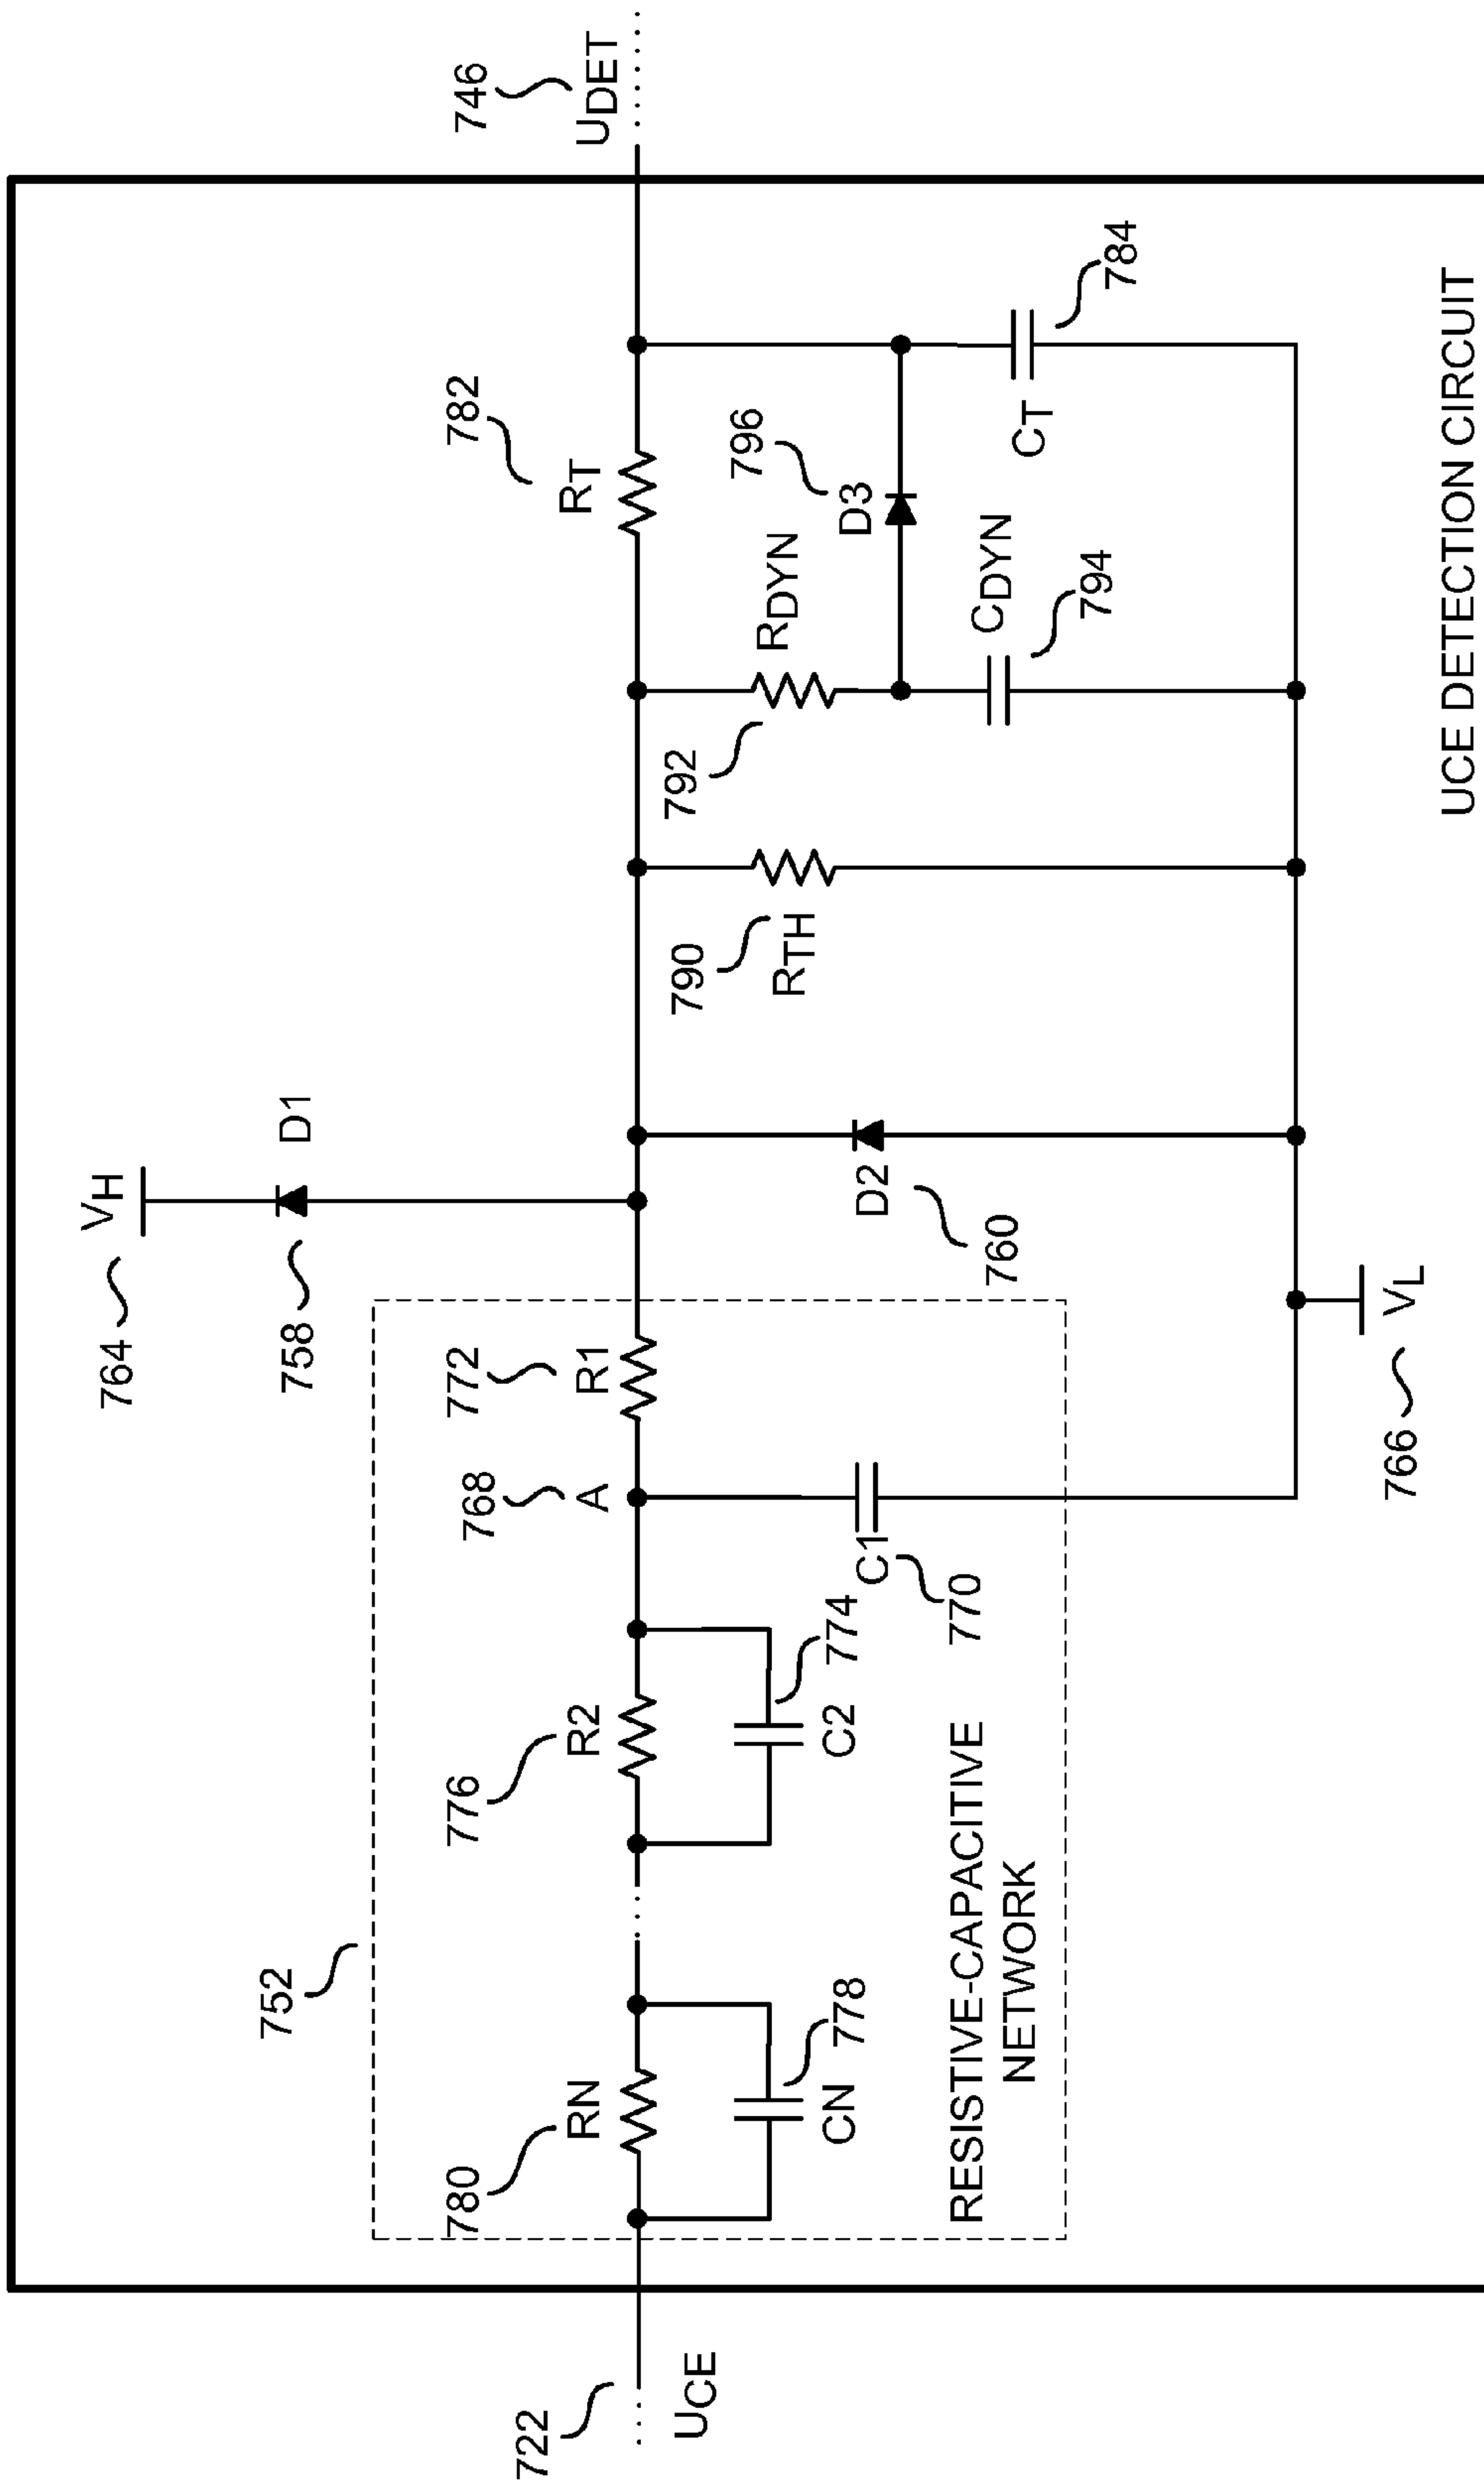 722
UCE
752
780
RN
CN
778
776
R2
C2
774
768
A
C1
770
772
R1
RESISTIVE-CAPACITIVE
NETWORK
764
VH
758
D1
D2
760
766
VL
790
RTH
792
RDYN
CDYN
794
D3
796
782
RT
CT
784
746
UDET
UCE DETECTION CIRCUIT